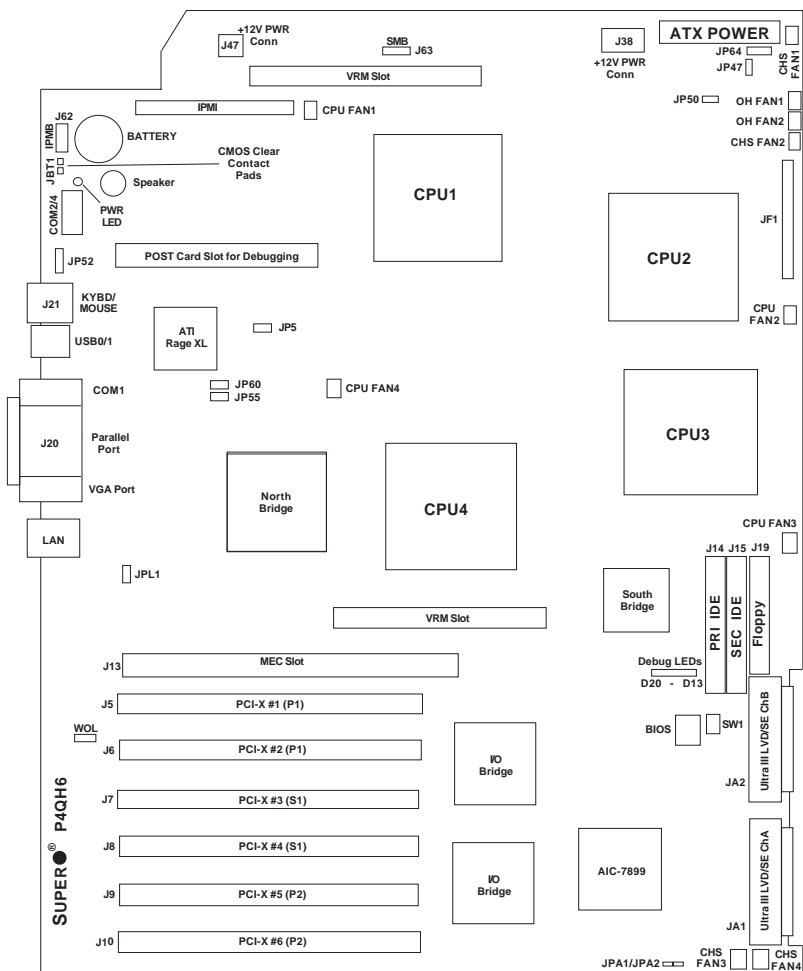 +12V PWR
Conn
J47
SMB
J63
J38
+12V PWR
Conn
ATX POWER
JP64
JP47
CHS
FAN1
VRM Slot
IPMI
CPU FAN1
JP50
OH FAN1
OH FAN2
CHS FAN2
J62
IPMB
BATTERY
JBT1
CMOS Clear
Contact
Pads
Speaker
PWR
LED
COM2/4
CPU1
CPU2
JF1
JP52
POST Card Slot for Debugging
J21
KYBD/
MOUSE
USB0/1
ATI
Rage XL
JP5
CPU
FAN2
JP60
JP55
CPU FAN4
COM1
J20
Parallel
Port
VGA Port
CPU3
North
Bridge
CPU4
LAN
CPU FAN3
J14
J15
J19
JPL1
South
Bridge
PRI IDE
SEC IDE
Floppy
VRM Slot
J13
MEC Slot
Debug LEDs
D20 - D13
J5
PCI-X #1 (P1)
WOL
BIOS
SW1
Ultra III LVD/SE ChB
JA2
J6
PCI-X #2 (P1)
I/O
Bridge
J7
PCI-X #3 (S1)
J8
PCI-X #4 (S1)
SUPER ® P4QH6
I/O
Bridge
AIC-7899
Ultra III LVD/SE ChA
JA1
J9
PCI-X #5 (P2)
J10
PCI-X #6 (P2)
JPA1/JPA2
CHS
FAN3
CHS
FAN4